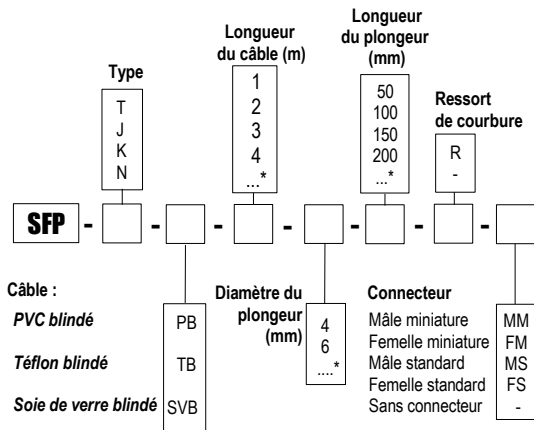 Type
T
J
K
N
Longueur
du câble (m)
1
2
3
4
...*
Longueur
du plongeur
(mm)
50
100
150
200
...*
Ressort
de courbure
R
-
SFP - - - - - - -
Câble :
PVC blindé PB
Téflon blindé TB
Soie de verre blindé SVB
Diamètre du
plongeur
(mm)
4
6
....*
Connecteur
Mâle miniature MM
Femelle miniature FM
Mâle standard MS
Femelle standard FS
Sans connecteur -